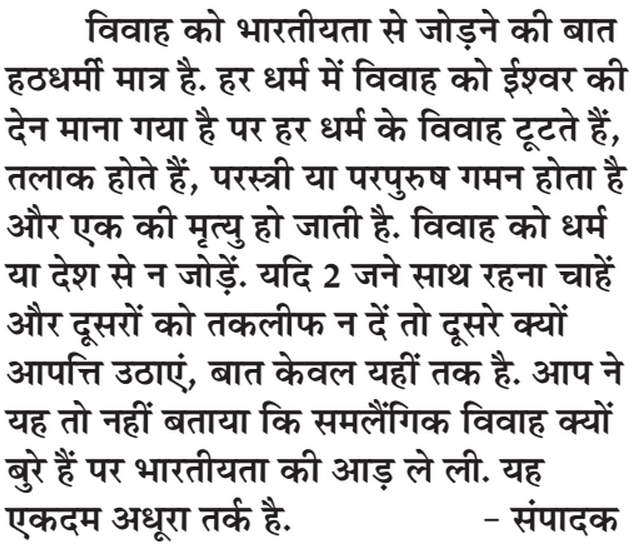 विवाह को भारतीयता से जोड़ने की बात
हठधर्मी मात्र है. हर धर्म में विवाह को ईश्वर की
देन माना गया है पर हर धर्म के विवाह टूटते हैं,
तलाक होते हैं, परस्त्री या परपुरुष गमन होता है
और एक की मृत्यु हो जाती है. विवाह को धर्म
या देश से न जोड़ें. यदि 2 जने साथ रहना चाहें
और दूसरों को तकलीफ न दें तो दूसरे क्यों
आपत्ति उठाएं, बात केवल यहीं तक है. आप ने
यह तो नहीं बताया कि समलैंगिक विवाह क्यों
बुरे हैं पर भारतीयता की आड़ ले ली. यह
एकदम अधूरा तर्क है. – संपादक